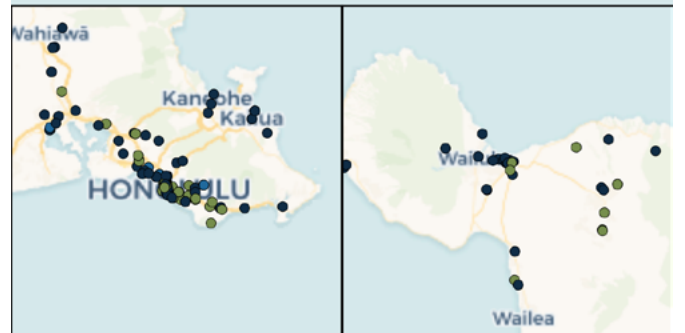 Wahiawā
Kaneohe
Kailua
HONOLULU
Wailuku
Wailea